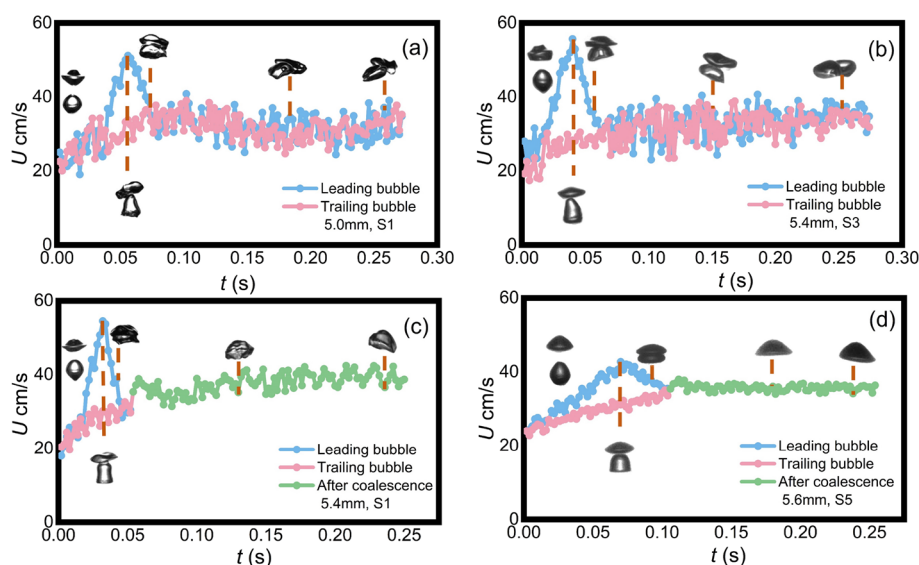 60
(a)
40
U cm/s
20
Leading bubble
Trailing bubble
5.0mm, S1
0
0.00 0.05 0.10 0.15 0.20 0.25 0.30
t (s)
60
(b)
40
U cm/s
20
Leading bubble
Trailing bubble
5.4mm, S3
0
0.00 0.05 0.10 0.15 0.20 0.25 0.30
t (s)
60
(c)
40
U cm/s
20
Leading bubble
Trailing bubble
After coalescence
5.4mm, S1
0
0.00 0.05 0.10 0.15 0.20 0.25
t (s)
60
(d)
40
U cm/s
20
Leading bubble
Trailing bubble
After coalescence
5.6mm, S5
0
0.00 0.05 0.10 0.15 0.20 0.25 0.30
t (s)